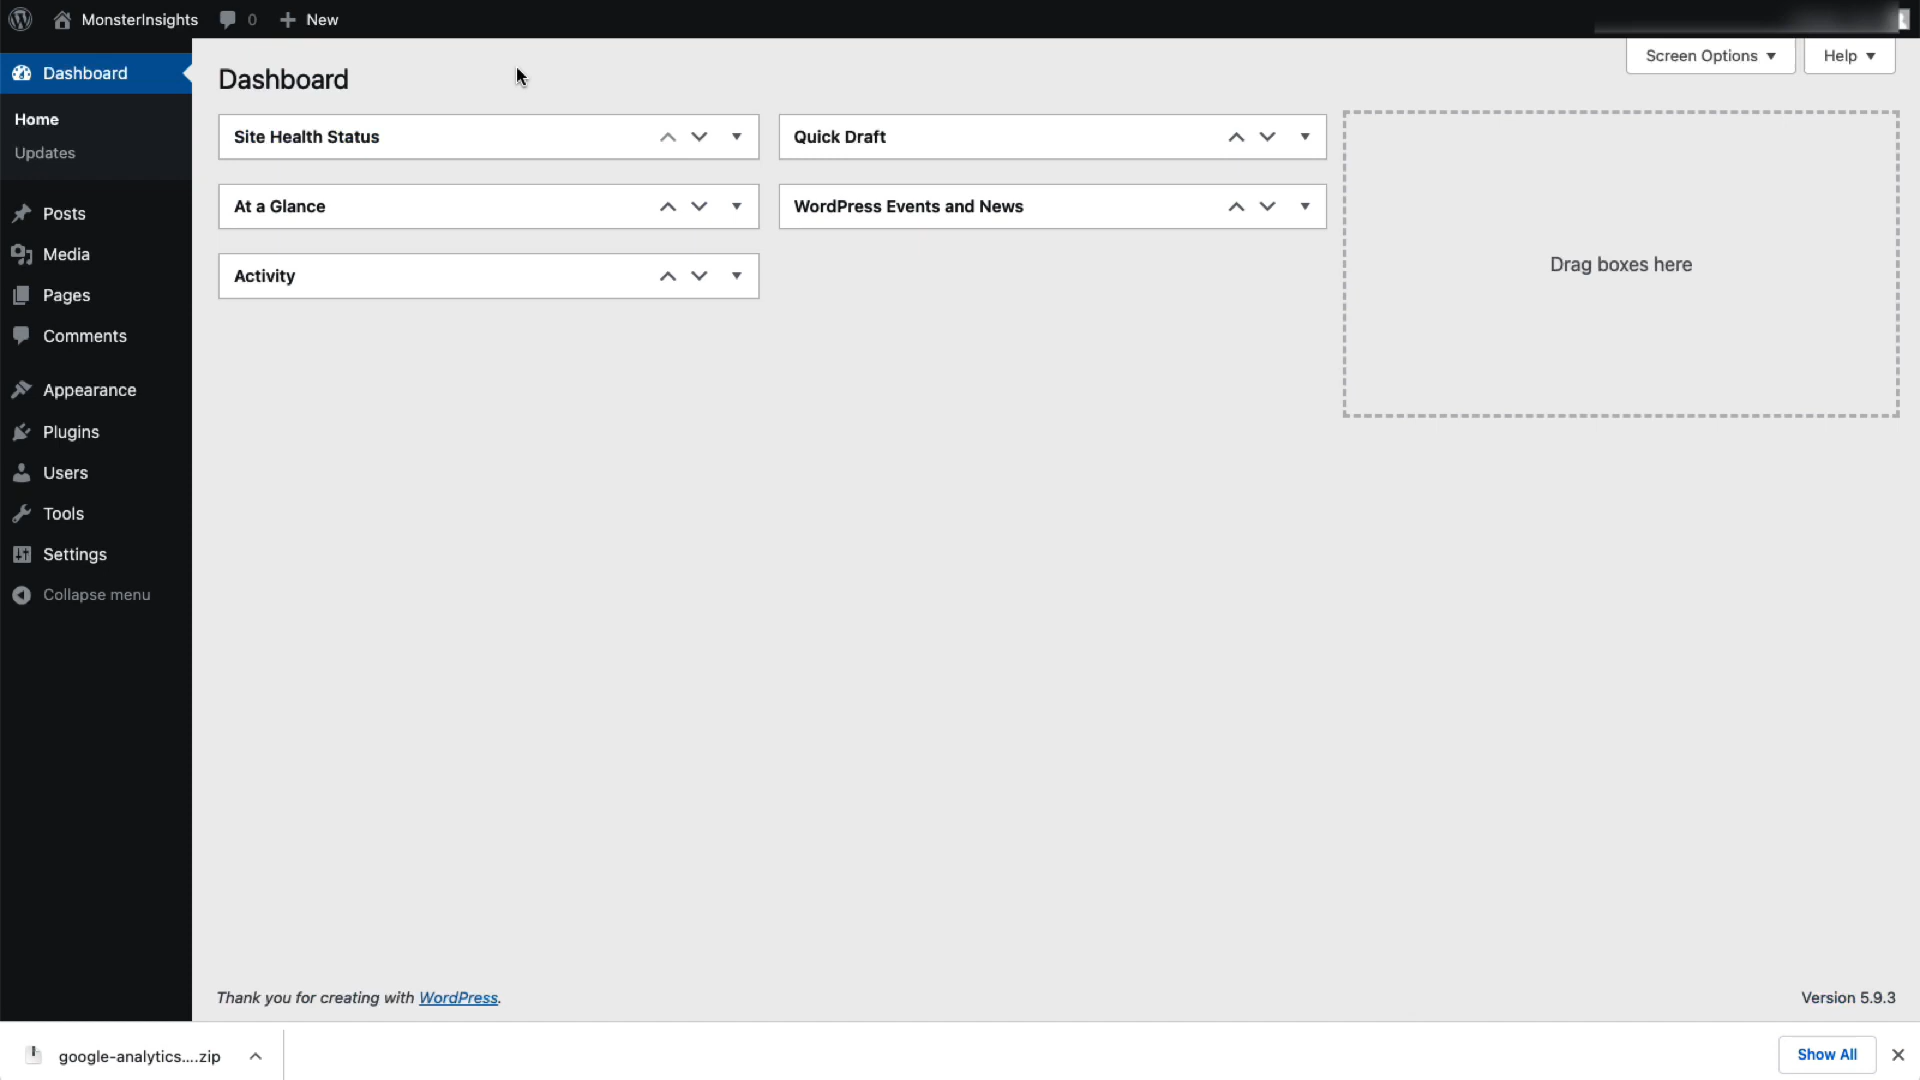 MonsterInsights 0 New
Screen Options Help
Dashboard
Home
Updates
Posts
Media
Pages
Comments
Appearance
Plugins
Users
Tools
Settings
Collapse menu
Dashboard
Site Health Status
Quick Draft
At a Glance
WordPress Events and News
Activity
Drag boxes here
Thank you for creating with WordPress.
Version 5.9.3
google-analytics....zip
Show All